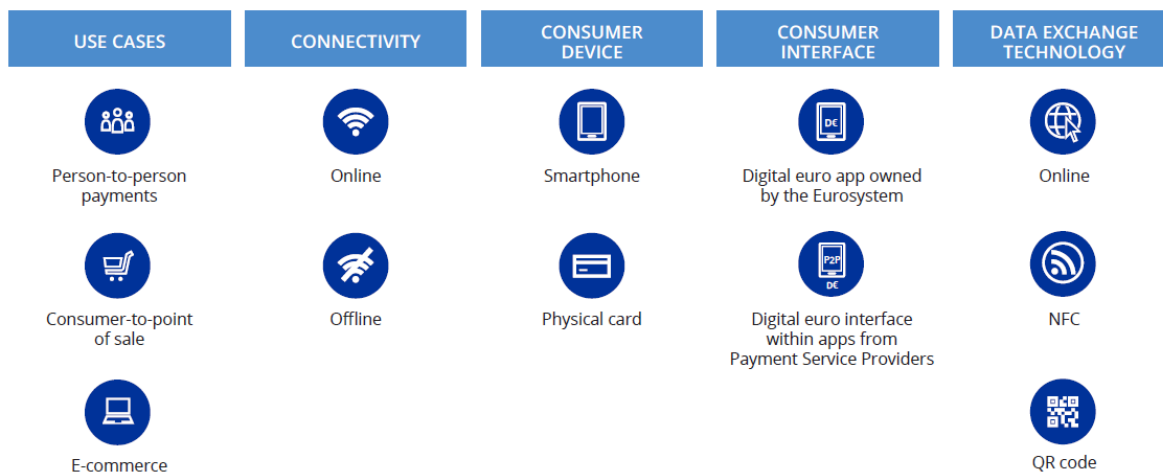 USE CASES
CONNECTIVITY
CONSUMER
DEVICE
CONSUMER
INTERFACE
DATA EXCHANGE
TECHNOLOGY
Person-to-person
payments
Online
Smartphone
D€
Digital euro app owned
by the Eurosystem
Online
Consumer-to-point
of sale
Offline
Physical card
P2P
D€
Digital euro interface
within apps from
Payment Service Providers
NFC
E-commerce
QR code